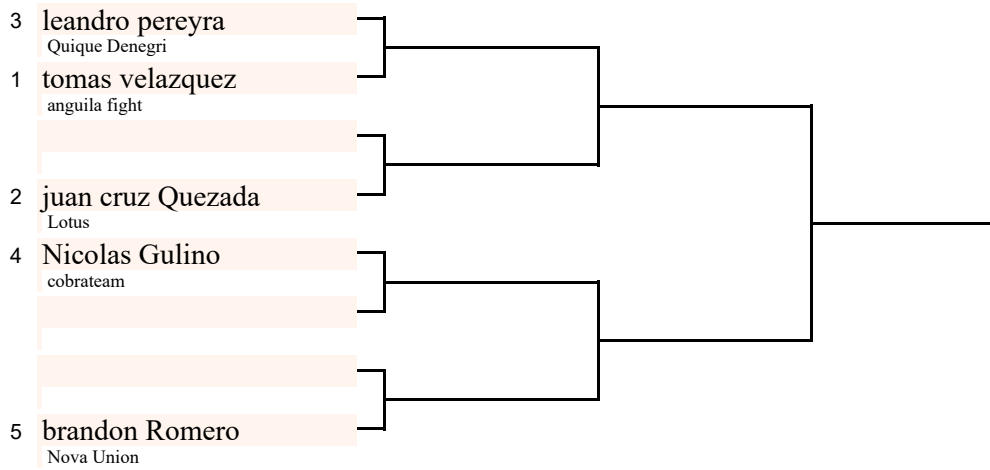 3 leandro pereyra
Quique Denegri
1 tomas velazquez
anguila fight
2 juan cruz Quezada
Lotus
4 Nicolas Gulino
cobrateam
5 brandon Romero
Nova Union